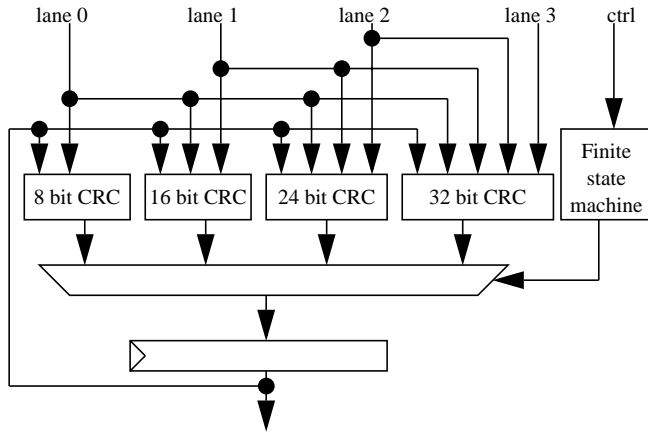 lane 0
lane 1
lane 2
lane 3
ctrl
8 bit CRC
16 bit CRC
24 bit CRC
32 bit CRC
Finite
state
machine